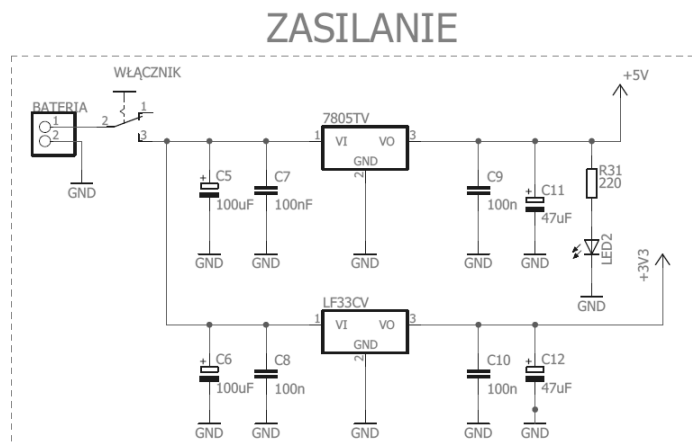 ZASILANIE
WŁĄCZNIK
BATERIA
1
2
2
1
3
GND
7805TV
1 VI VO 3
GND
2
+5V
C5
+
100uF
C7
100nF
C9
100n
C11
+
47uF
R31
220
LED2
GND
GND
GND
GND
GND
GND
+3V3
LF33CV
1 VI VO 3
GND
2
C6
+
100uF
C8
100n
C10
100n
C12
+
47uF
GND
GND
GND
GND
GND